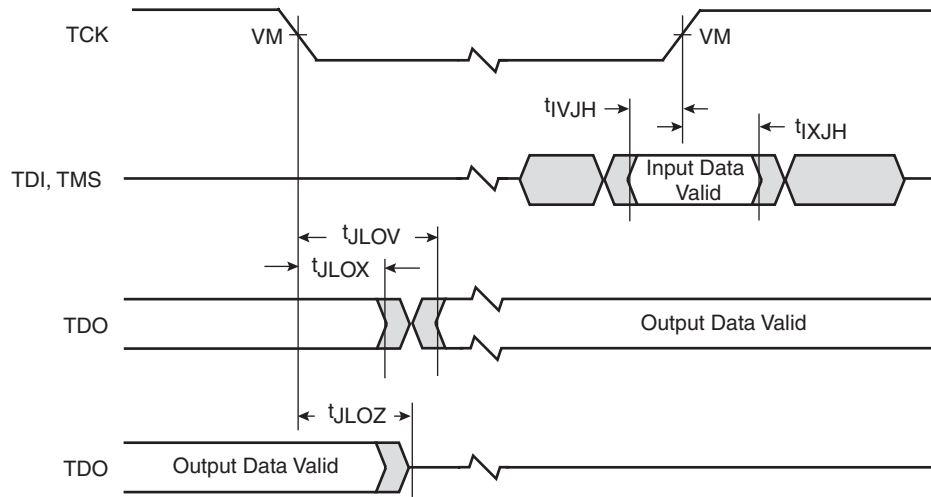 TCK
VM
VM
tIVJH
tIXJH
TDI, TMS
Input Data
Valid
tJLOV
tJLOX
TDO
Output Data Valid
tJLOZ
TDO
Output Data Valid